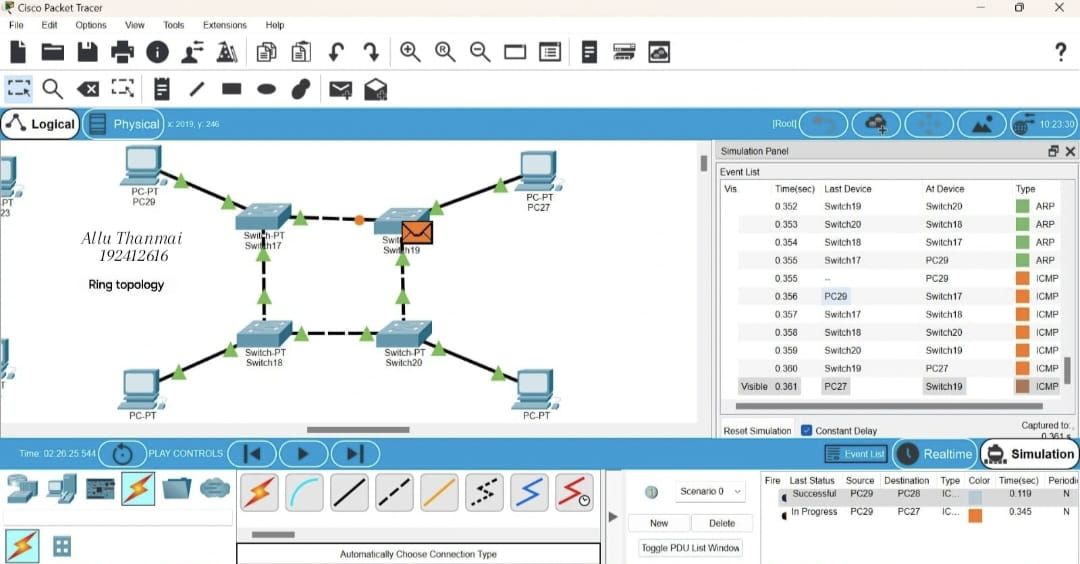 Cisco Packet Tracer
File Edit Options View Tools Extensions Help
Logical Physical x: 2019, y: 246 [Root] 10:23:30
PT
23
PC-PT
PC29
PC-PT
PC27
Allu Thanmai
192412616
Ring topology
Switch-PT
Switch17
Switch19
Switch-PT
Switch18
Switch-PT
Switch20
PC-PT
PC-PT
Simulation Panel
Event List
Vis. Time(sec) Last Device At Device Type
0.352 Switch19 Switch20 ARP
0.353 Switch20 Switch18 ARP
0.354 Switch18 Switch17 ARP
0.355 Switch17 PC29 ARP
0.355 -- PC29 ICMP
0.356 PC29 Switch17 ICMP
0.357 Switch17 Switch18 ICMP
0.358 Switch18 Switch20 ICMP
0.359 Switch20 Switch19 ICMP
0.360 Switch19 PC27 ICMP
Visible 0.361 PC27 Switch19 ICMP
Reset Simulation Constant Delay Captured to:
0.361 s
Time: 02:26:25.544 PLAY CONTROLS Event List Realtime Simulation
Automatically Choose Connection Type
Scenario 0
New Delete
Toggle PDU List Window
Fire Last Status Source Destination Type Color Time(sec) Periodi
Successful PC29 PC28 IC... 0.119 N
In Progress PC29 PC27 IC... 0.345 N